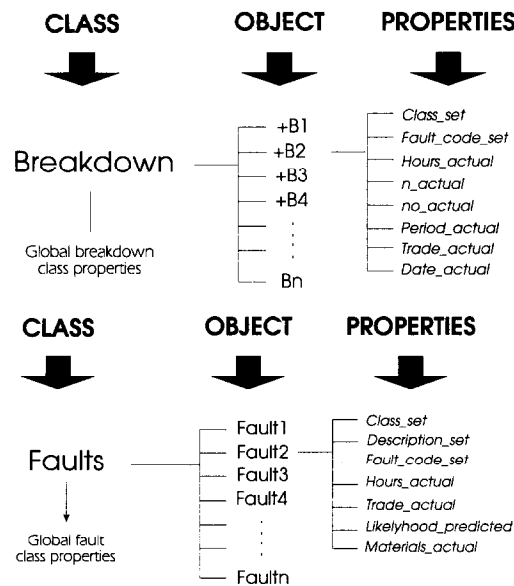 CLASS OBJECT PROPERTIES
Breakdown
Global breakdown
class properties
+B1
+B2
+B3
+B4
Bn
Class_set
Fault_code_set
Hours_actual
n_actual
no_actual
Period_actual
Trade_actual
Date_actual
CLASS OBJECT PROPERTIES
Faults
Global fault
class properties
Fault1
Fault2
Fault3
Fault4
Faultn
Class_set
Description_set
Fault_code_set
Hours_actual
Trade_actual
Likelyhood_predicted
Materials_actual